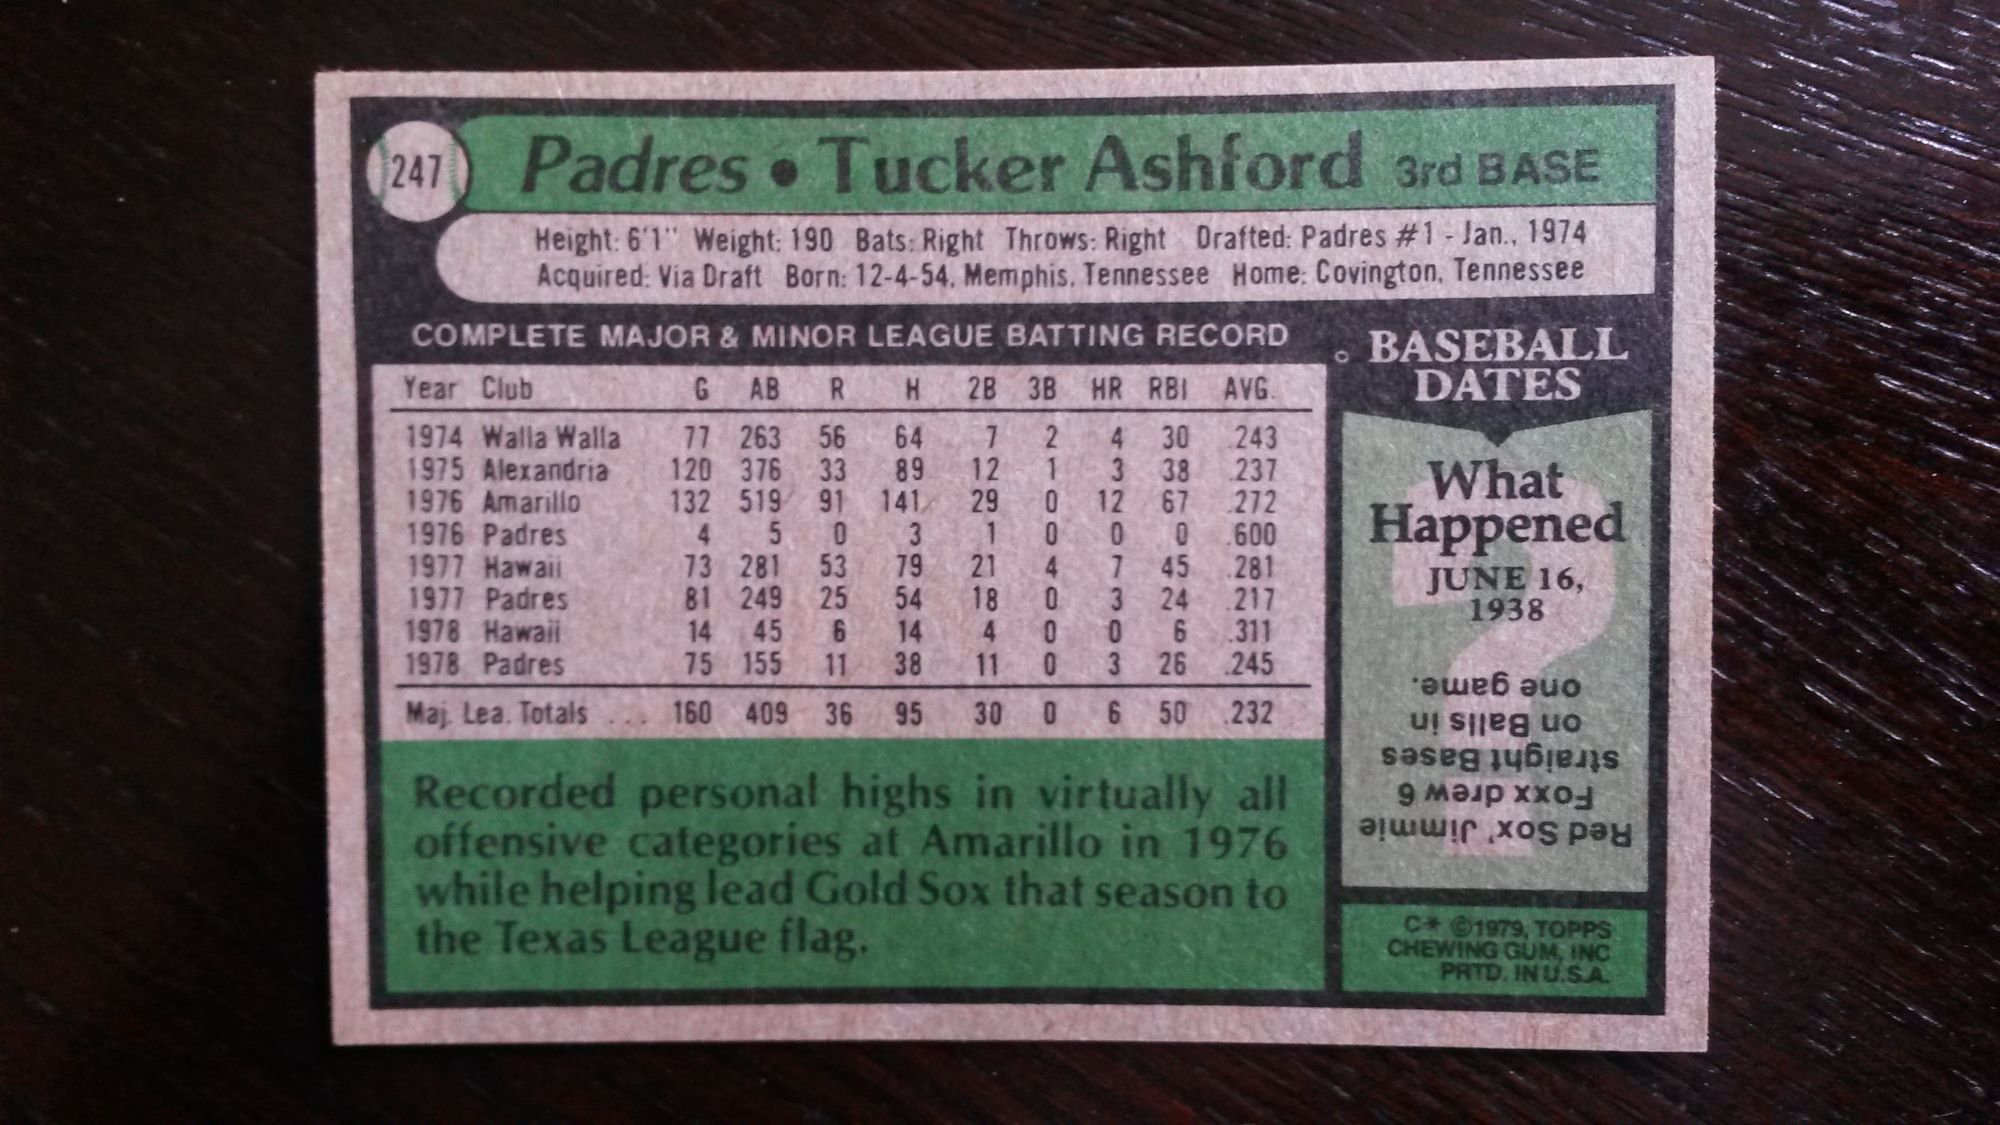 247
Padres • Tucker Ashford 3rd BASE
Height: 6'1" Weight: 190 Bats: Right Throws: Right Drafted: Padres #1 - Jan., 1974
Acquired: Via Draft Born: 12-4-54, Memphis, Tennessee Home: Covington, Tennessee
COMPLETE MAJOR & MINOR LEAGUE BATTING RECORD
Year Club G AB R H 2B 3B HR RBI AVG.
1974 Walla Walla 77 263 56 64 7 2 4 30 .243
1975 Alexandria 120 376 33 89 12 1 3 38 .237
1976 Amarillo 132 519 91 141 29 0 12 67 .272
1976 Padres 4 5 0 3 1 0 0 0 .600
1977 Hawaii 73 281 53 79 21 4 7 45 .281
1977 Padres 81 249 25 54 18 0 3 24 .217
1978 Hawaii 14 45 6 14 4 0 0 6 .311
1978 Padres 75 155 11 38 11 0 3 26 .245
Maj. Lea. Totals ... 160 409 36 95 30 0 6 50 .232
Recorded personal highs in virtually all
offensive categories at Amarillo in 1976
while helping lead Gold Sox that season to
the Texas League flag.
BASEBALL
DATES
What
Happened
JUNE 16,
1938
Red Sox' Jimmie
Foxx drew 6
straight Bases
on Balls in
one game.
C* ©1979, TOPPS
CHEWING GUM, INC
PRTD. IN U.S.A.